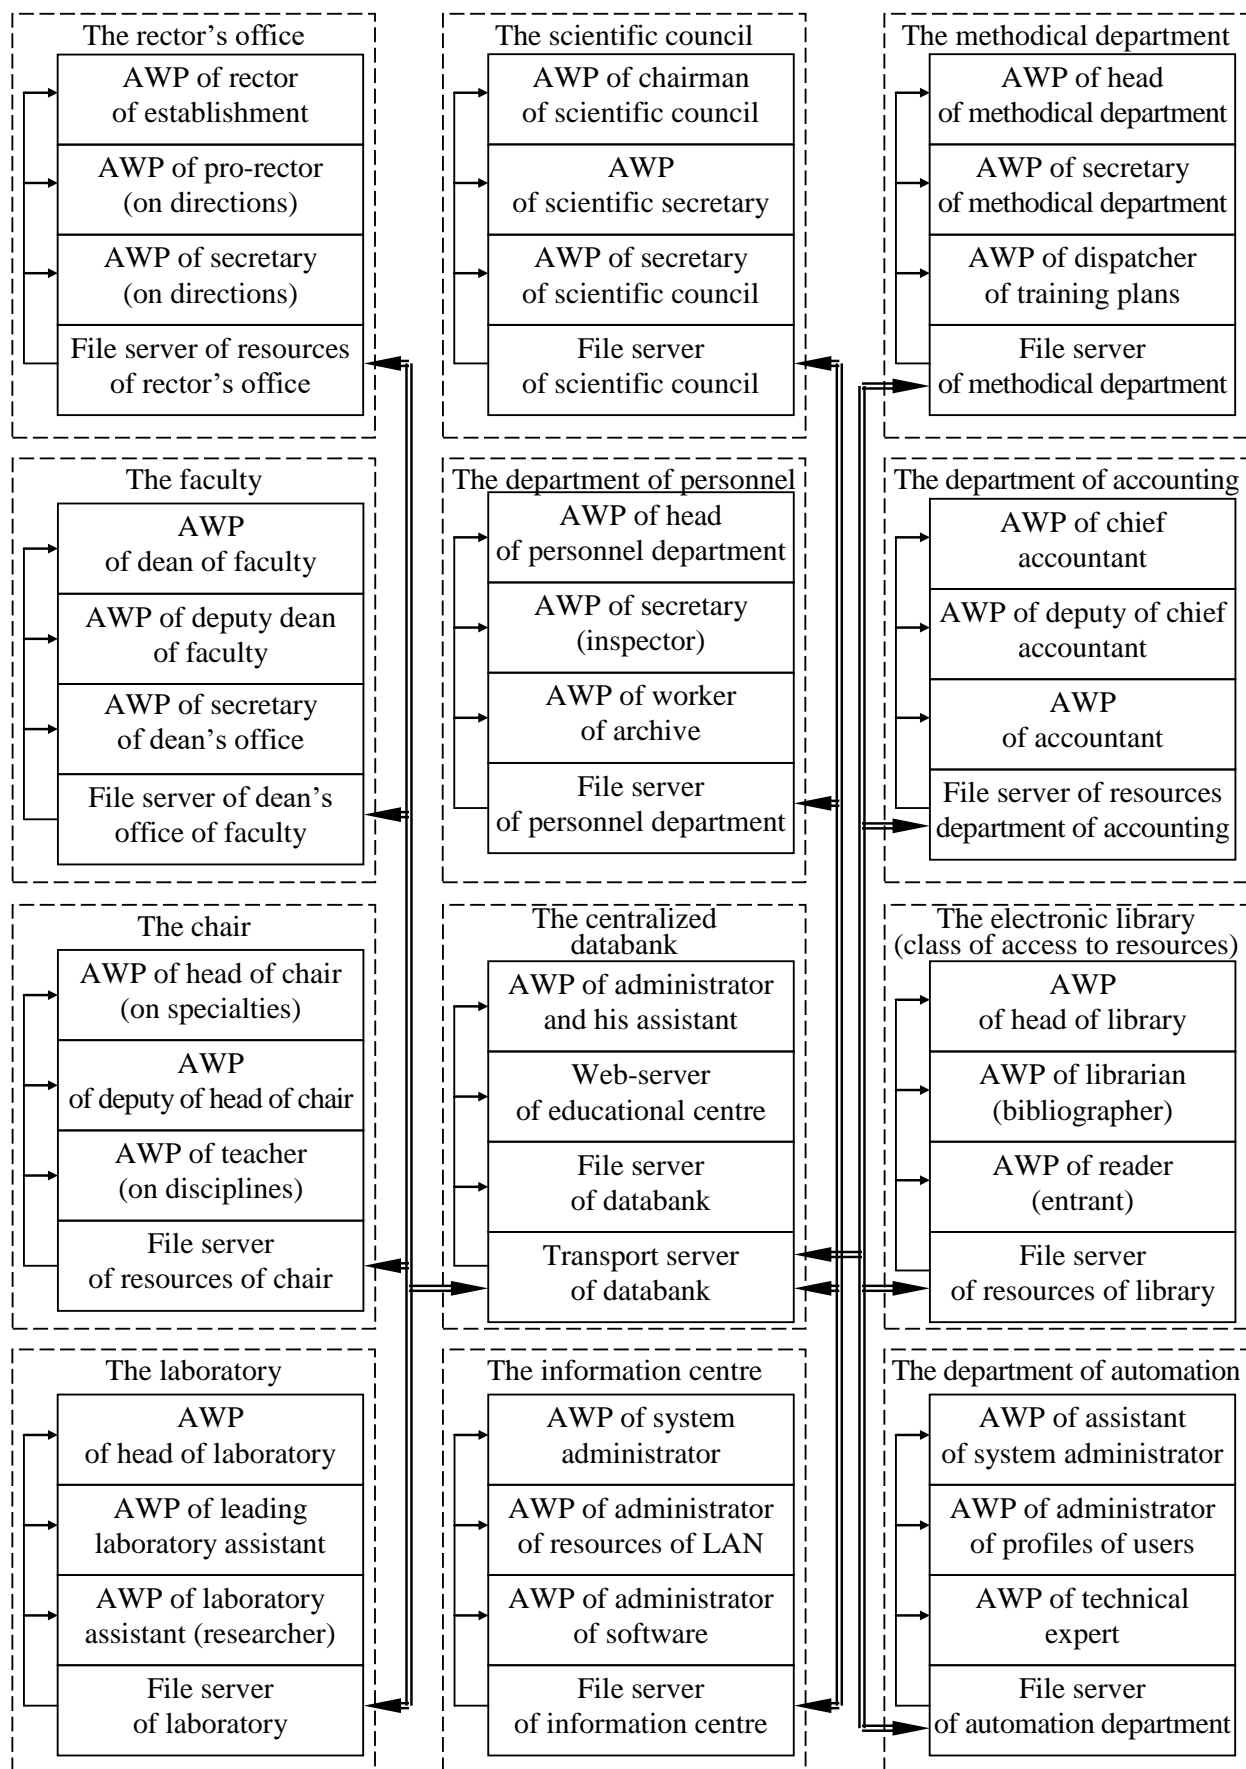 The rector’s office
AWP of rector
of establishment
AWP of pro-rector
(on directions)
AWP of secretary
(on directions)
File server of resources
of rector’s office
The scientific council
AWP of chairman
of scientific council
AWP
of scientific secretary
AWP of secretary
of scientific council
File server
of scientific council
The methodical department
AWP of head
of methodical department
AWP of secretary
of methodical department
AWP of dispatcher
of training plans
File server
of methodical department
The faculty
AWP
of dean of faculty
AWP of deputy dean
of faculty
AWP of secretary
of dean’s office
File server of dean’s
office of faculty
The department of personnel
AWP of head
of personnel department
AWP of secretary
(inspector)
AWP of worker
of archive
File server
of personnel department
The department of accounting
AWP of chief
accountant
AWP of deputy of chief
accountant
AWP
of accountant
File server of resources
department of accounting
The chair
AWP of head of chair
(on specialties)
AWP
of deputy of head of chair
AWP of teacher
(on disciplines)
File server
of resources of chair
The centralized
databank
AWP of administrator
and his assistant
Web-server
of educational centre
File server
of databank
Transport server
of databank
The electronic library
(class of access to resources)
AWP
of head of library
AWP of librarian
(bibliographer)
AWP of reader
(entrant)
File server
of resources of library
The laboratory
AWP
of head of laboratory
AWP of leading
laboratory assistant
AWP of laboratory
assistant (researcher)
File server
of laboratory
The information centre
AWP of system
administrator
AWP of administrator
of resources of LAN
AWP of administrator
of software
File server
of information centre
The department of automation
AWP of assistant
of system administrator
AWP of administrator
of profiles of users
AWP of technical
expert
File server
of automation department